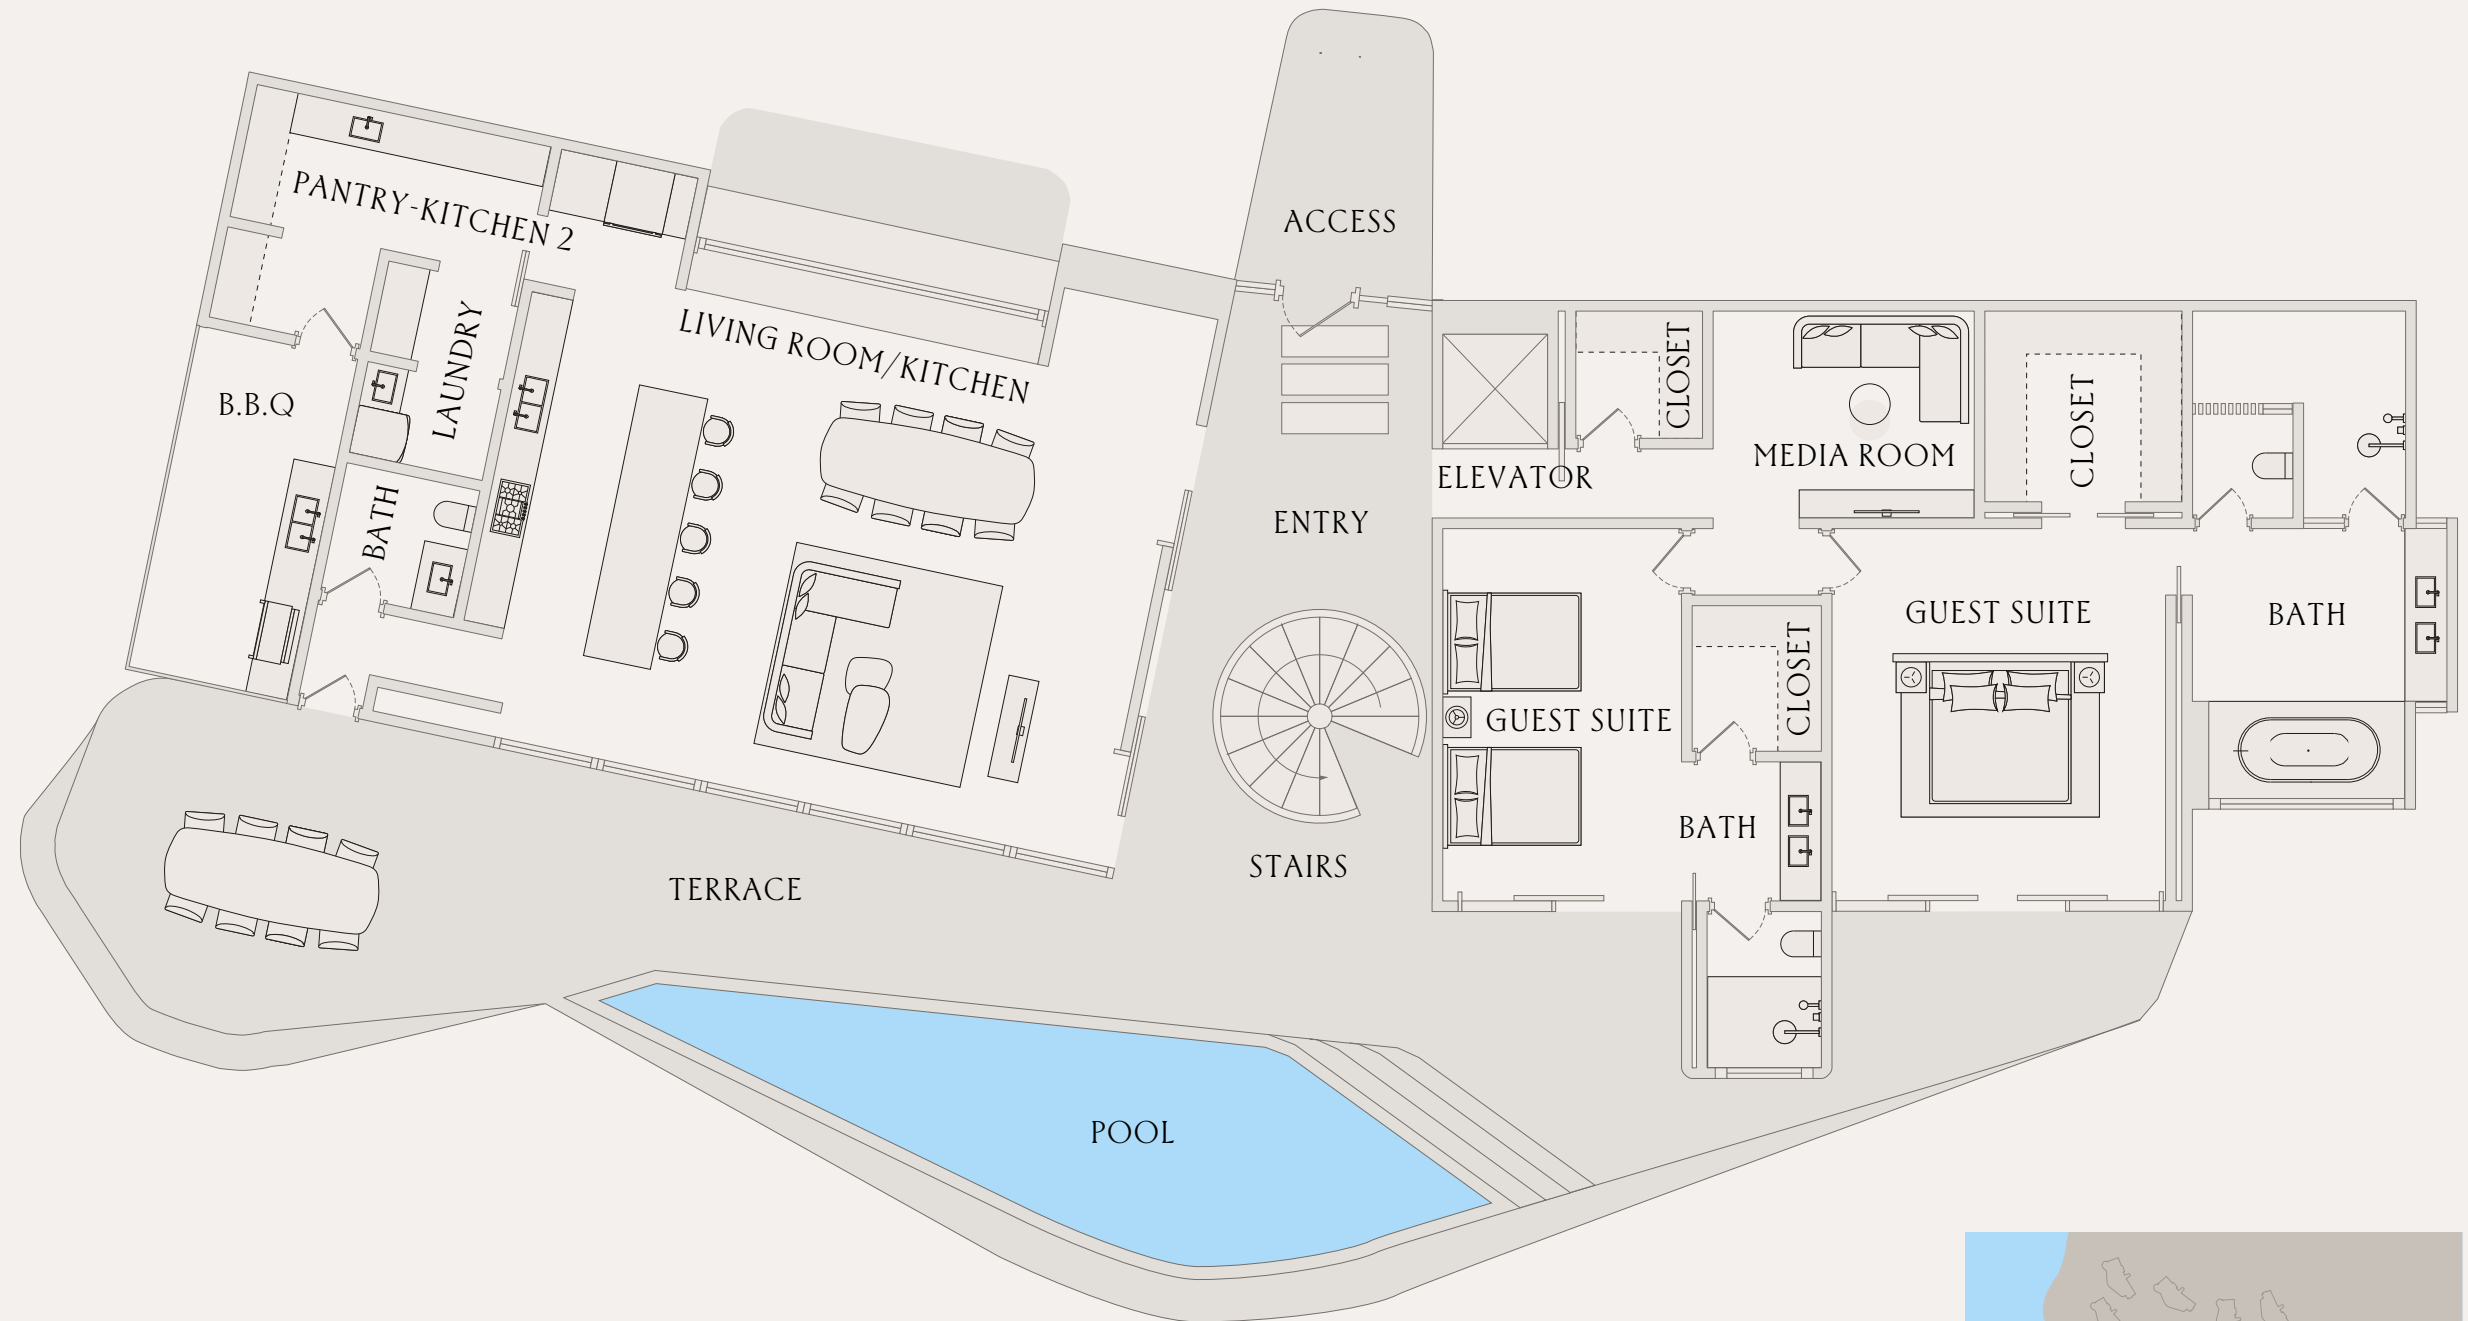 ACCESS
PANTRY-KITCHEN 2
LIVING ROOM/KITCHEN
LAUNDRY
B.B.Q
BATH
ENTRY
STAIRS
TERRACE
POOL
ELEVATOR
CLOSET
MEDIA ROOM
CLOSET
GUEST SUITE
CLOSET
BATH
GUEST SUITE
BATH